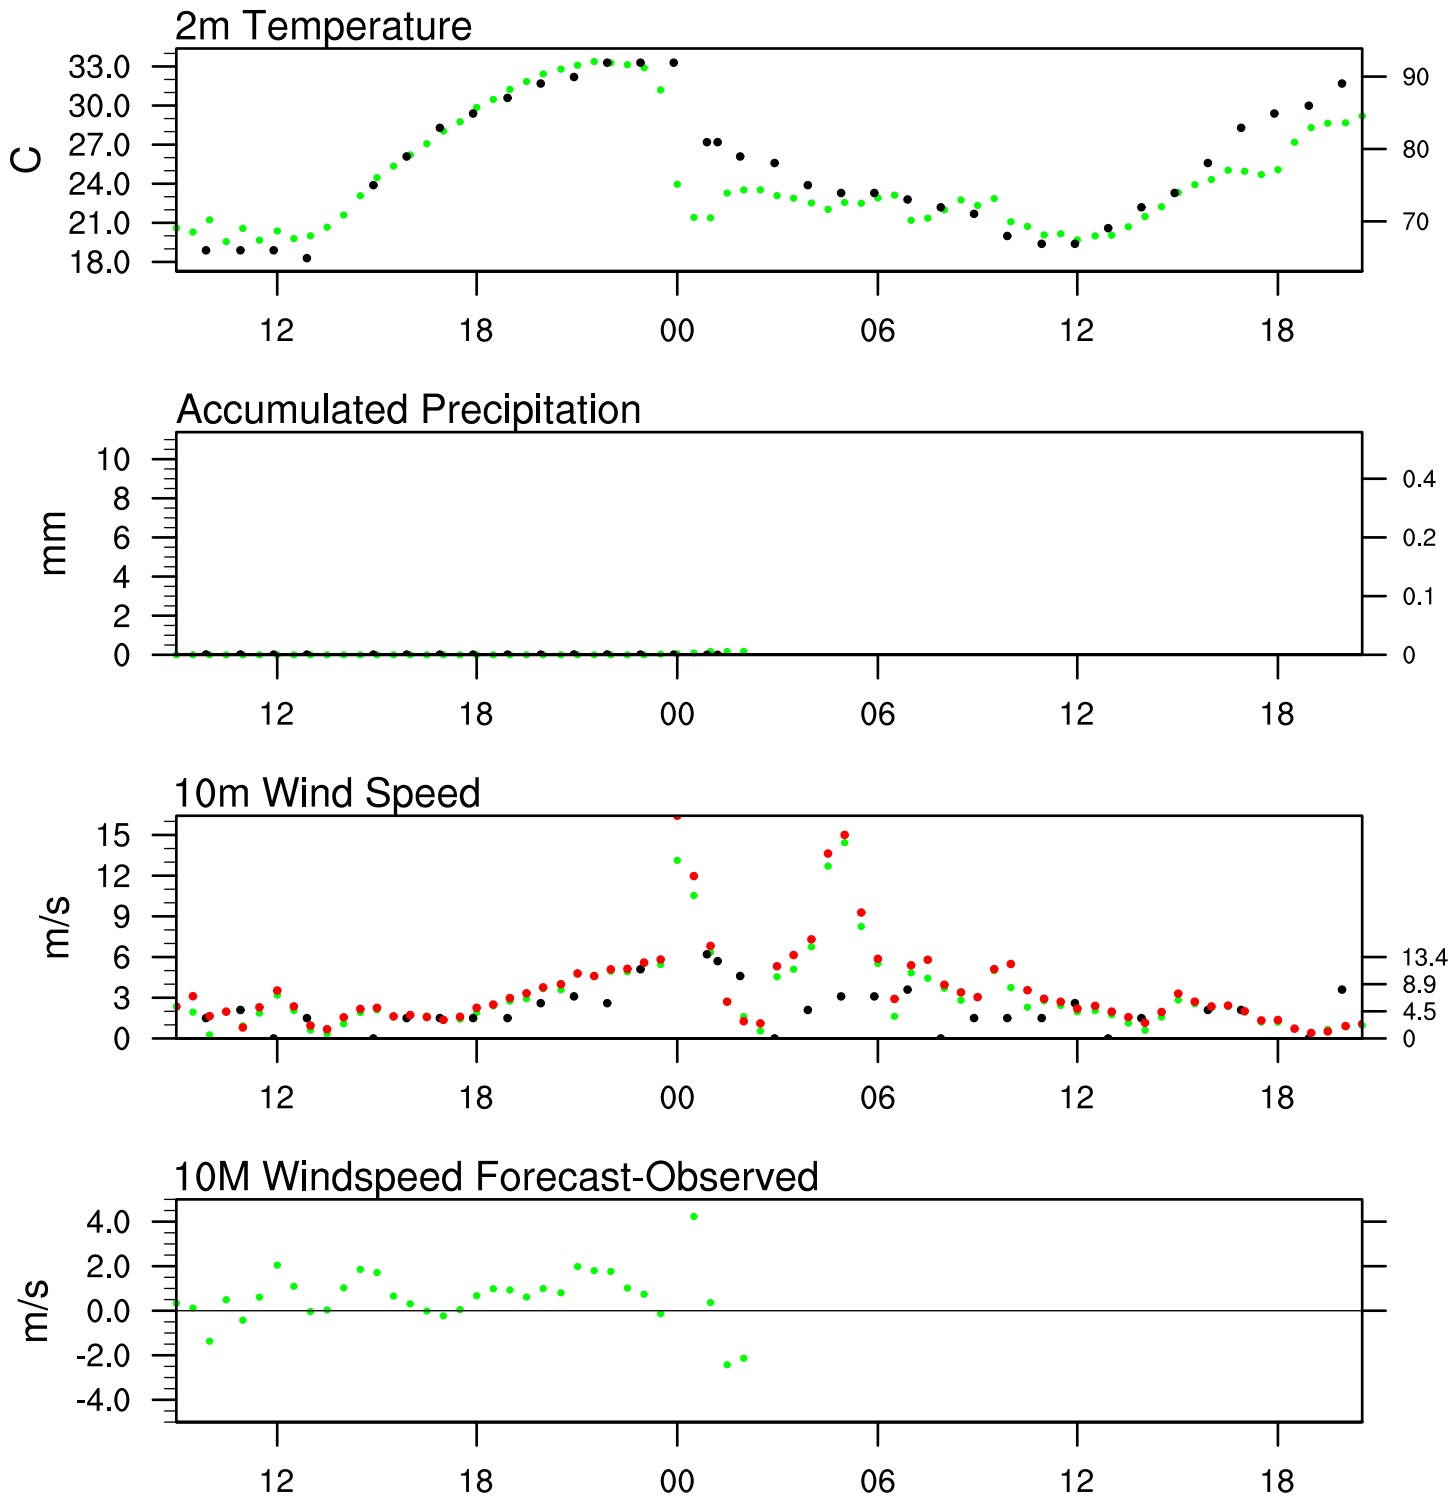 2m Temperature
33.0
30.0
27.0
24.0
21.0
18.0
C
90
80
70
12 18 00 06 12 18
Accumulated Precipitation
10
8
6
4
2
0
mm
0.4
0.2
0.1
0
12 18 00 06 12 18
10m Wind Speed
15
12
9
6
3
0
m/s
13.4
8.9
4.5
0
12 18 00 06 12 18
10M Windspeed Forecast-Observed
4.0
2.0
0.0
-2.0
-4.0
m/s
12 18 00 06 12 18